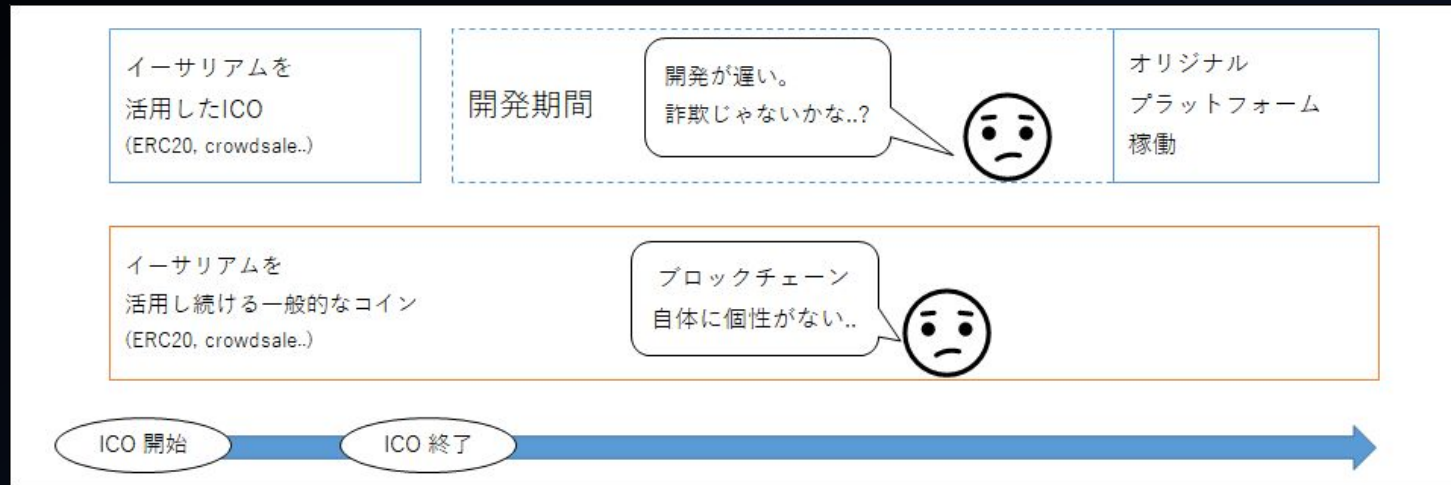 イーサリアムを
活用したICO
(ERC20, crowdsale..)
開発期間
開発が遅い。
詐欺じゃないかな..?
オリジナル
プラットフォーム
稼働
イーサリアムを
活用し続ける一般的なコイン
(ERC20, crowdsale..)
ブロックチェーン
自体に個性がない..
ICO 開始
ICO 終了